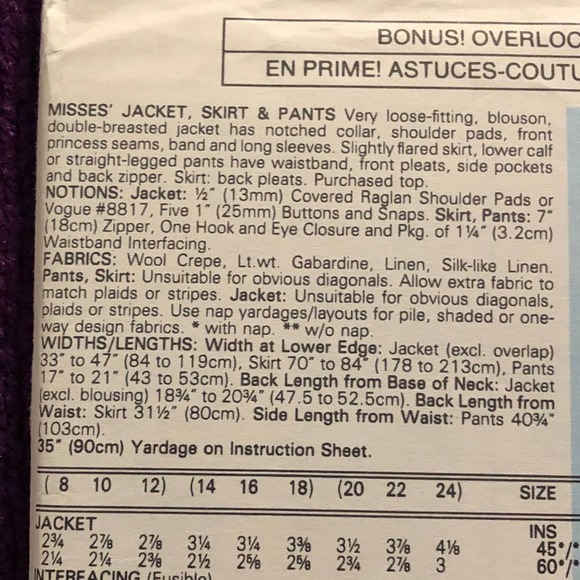 BONUS! OVERLOC
EN PRIME! ASTUCES-COUTU
MISSES' JACKET, SKIRT & PANTS Very loose-fitting, blouson,
double-breasted jacket has notched collar, shoulder pads, front
princess seams, band and long sleeves. Slightly flared skirt, lower calf
or straight-legged pants have waistband, front pleats, side pockets
and back zipper. Skirt: back pleats. Purchased top.
NOTIONS: Jacket: ½" (13mm) Covered Raglan Shoulder Pads or
Vogue #8817, Five 1" (25mm) Buttons and Snaps. Skirt, Pants: 7"
(18cm) Zipper, One Hook and Eye Closure and Pkg. of 1¼" (3.2cm)
Waistband Interfacing.
FABRICS: Wool Crepe, Lt.wt. Gabardine, Linen, Silk-like Linen.
Pants, Skirt: Unsuitable for obvious diagonals. Allow extra fabric to
match plaids or stripes. Jacket: Unsuitable for obvious diagonals,
plaids or stripes. Use nap yardages/layouts for pile, shaded or one-
way design fabrics. * with nap. ** w/o nap.
WIDTHS/LENGTHS: Width at Lower Edge: Jacket (excl. overlap)
33" to 47" (84 to 119cm), Skirt 70" to 84" (178 to 213cm), Pants
17" to 21" (43 to 53cm). Back Length from Base of Neck: Jacket
(excl. blousing) 18¾" to 20¾" (47.5 to 52.5cm). Back Length from
Waist: Skirt 31½" (80cm). Side Length from Waist: Pants 40¾"
(103cm).
35" (90cm) Yardage on Instruction Sheet.
( 8 10 12) (14 16 18) (20 22 24) SIZE
JACKET INS
2¾ 2⅞ 2⅞ 3¼ 3¼ 3⅜ 3½ 3⅞ 4⅛ 45*/*
2¼ 2¼ 2⅜ 2½ 2⅝ 2⅝ 2¾ 2⅞ 3 60*/*
INTERFACING (Fusible)